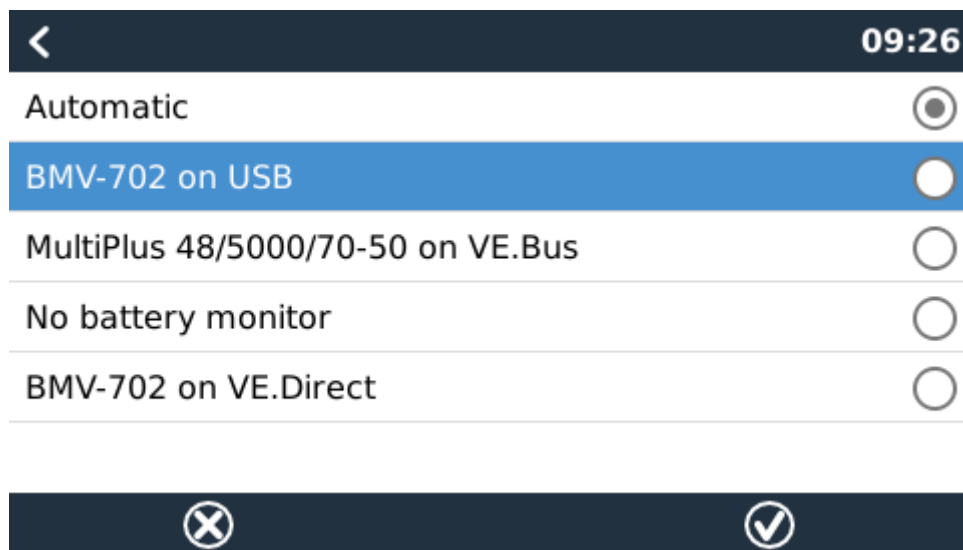 09:26
Automatic
BMV-702 on USB
MultiPlus 48/5000/70-50 on VE.Bus
No battery monitor
BMV-702 on VE.Direct